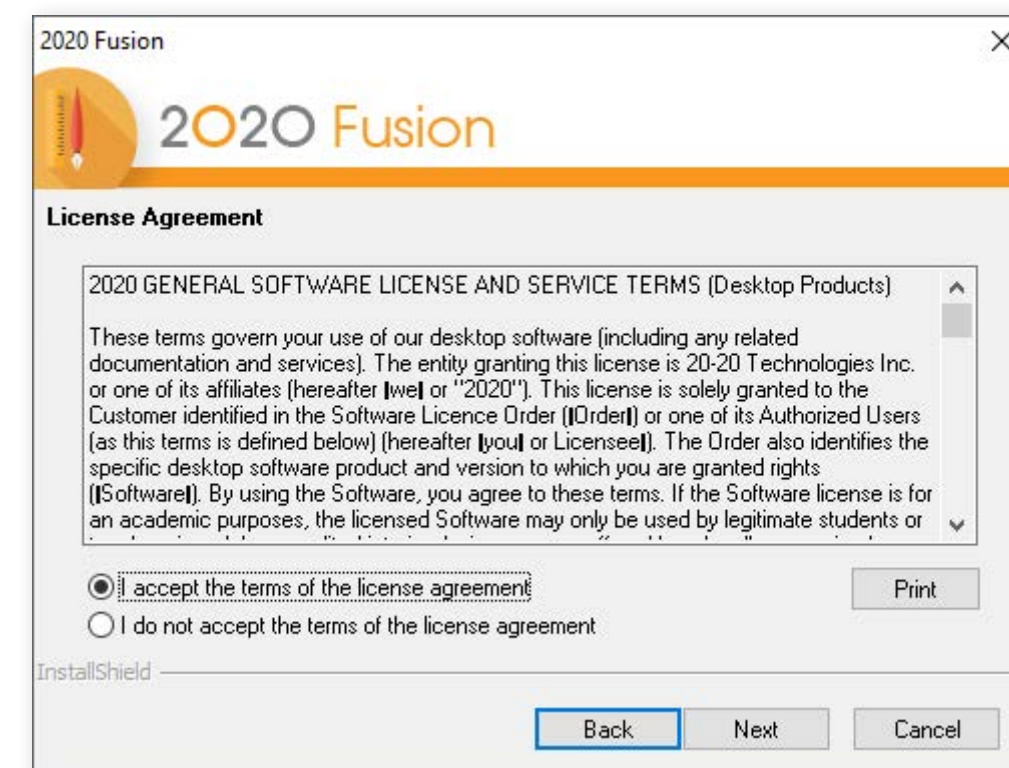 2020 Fusion
2020 Fusion
License Agreement
2020 GENERAL SOFTWARE LICENSE AND SERVICE TERMS (Desktop Products)
These terms govern your use of our desktop software (including any related
documentation and services). The entity granting this license is 20-20 Technologies Inc.
or one of its affiliates (hereafter |we| or "2020"). This license is solely granted to the
Customer identified in the Software Licence Order (|Order|) or one of its Authorized Users
(as this terms is defined below) (hereafter |you| or Licensee|). The Order also identifies the
specific desktop software product and version to which you are granted rights
(|Software|). By using the Software, you agree to these terms. If the Software license is for
an academic purposes, the licensed Software may only be used by legitimate students or
I accept the terms of the license agreement
Print
I do not accept the terms of the license agreement
InstallShield
Back Next Cancel